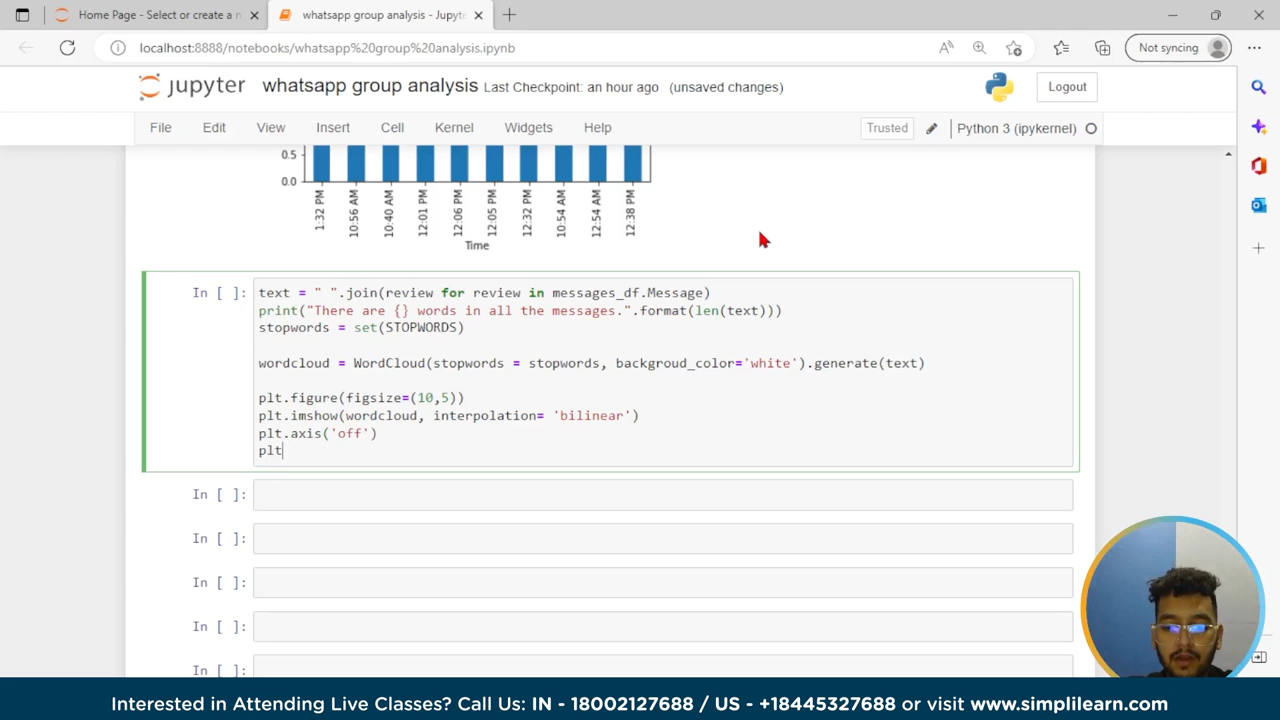 Home Page - Select or create a n
whatsapp group analysis - Jupyte
localhost:8888/notebooks/whatsapp%20group%20analysis.ipynb
Not syncing
jupyter whatsapp group analysis Last Checkpoint: an hour ago (unsaved changes)
Logout
File Edit View Insert Cell Kernel Widgets Help
Trusted
Python 3 (ipykernel)
0.5
0.0
1:32 PM
10:56 AM
10:40 AM
12:01 PM
12:06 PM
12:05 PM
12:32 PM
10:54 AM
12:54 AM
12:38 PM
Time
In [ ]:
text = " ".join(review for review in messages_df.Message)
print("There are {} words in all the messages.".format(len(text)))
stopwords = set(STOPWORDS)
wordcloud = WordCloud(stopwords = stopwords, backgroud_color='white').generate(text)
plt.figure(figsize=(10,5))
plt.imshow(wordcloud, interpolation= 'bilinear')
plt.axis('off')
plt
In [ ]:
In [ ]:
In [ ]:
In [ ]:
In [ ]:
Interested in Attending Live Classes? Call Us: IN - 18002127688 / US - +18445327688 or visit www.simplilearn.com